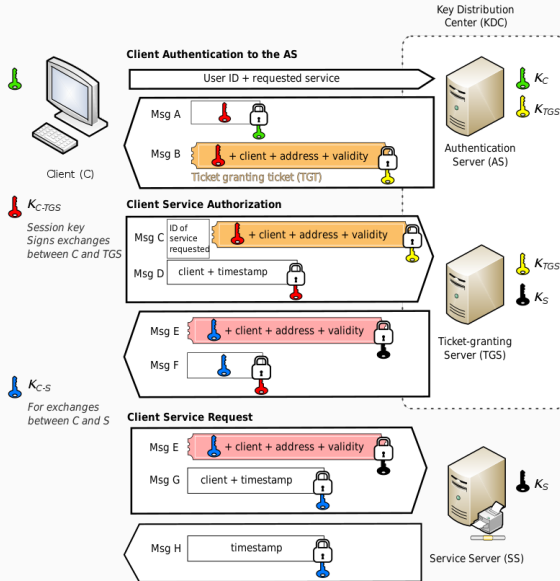 Key Distribution
Center (KDC)
Client Authentication to the AS
User ID + requested service
K_C
K_TGS
Msg A
Msg B
+ client + address + validity
Ticket granting ticket (TGT)
Authentication
Server (AS)
Client (C)
K_C-TGS
Session key
Signs exchanges
between C and TGS
Client Service Authorization
Msg C
ID of
service
requested
+ client + address + validity
Msg D
client + timestamp
K_TGS
K_S
Msg E
+ client + address + validity
Msg F
Ticket-granting
Server (TGS)
K_C-S
For exchanges
between C and S
Client Service Request
Msg E
+ client + address + validity
Msg G
client + timestamp
K_S
Msg H
timestamp
Service Server (SS)